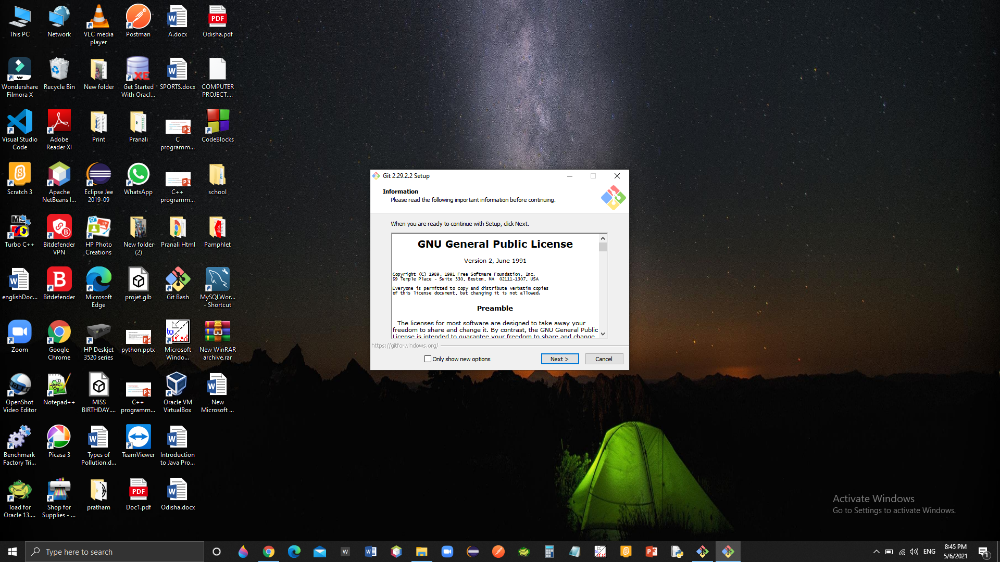 This PC
Network
VLC media
player
Postman
A.docx
Odisha.pdf
Wondershare
Filmora X
Recycle Bin
New folder
Get Started
With Oracl...
SPORTS.docx
COMPUTER
PROJECT....
Visual Studio
Code
Adobe
Reader XI
Print
Pranali
C
programm...
CodeBlocks
Scratch 3
Apache
NetBeans I...
Eclipse Jee
2019-09
WhatsApp
C++
programm...
school
Turbo C++
Bitdefender
VPN
HP Photo
Creations
New folder
(2)
Pranali Html
Pamphlet
englishDoc...
Bitdefender
Microsoft
Edge
projet.glb
Git Bash
MySQLWor...
- Shortcut
Zoom
Google
Chrome
HP Deskjet
3520 series
python.pptx
Microsoft
Windo...
New WinRAR
archive.rar
OpenShot
Video Editor
Notepad++
MISS
BIRTHDAY....
C++
programm...
Oracle VM
VirtualBox
New
Microsoft ...
Benchmark
Factory Tri...
Picasa 3
Types of
Pollution.d...
TeamViewer
Introduction
to Java Pro...
Toad for
Oracle 13....
Shop for
Supplies - ...
pratham
Doc1.pdf
Odisha.docx
Git 2.29.2.2 Setup
Information
Please read the following important information before continuing.
When you are ready to continue with Setup, click Next.
GNU General Public License
Version 2, June 1991
Copyright (C) 1989, 1991 Free Software Foundation, Inc.
59 Temple Place - Suite 330, Boston, MA  02111-1307, USA
Everyone is permitted to copy and distribute verbatim copies
of this license document, but changing it is not allowed.
Preamble
The licenses for most software are designed to take away your
freedom to share and change it. By contrast, the GNU General Public
License is intended to guarantee your freedom to share and change
https://gitforwindows.org/
Only show new options
Next >
Cancel
Activate Windows
Go to Settings to activate Windows.
Type here to search
ENG
8:45 PM
5/6/2021
1